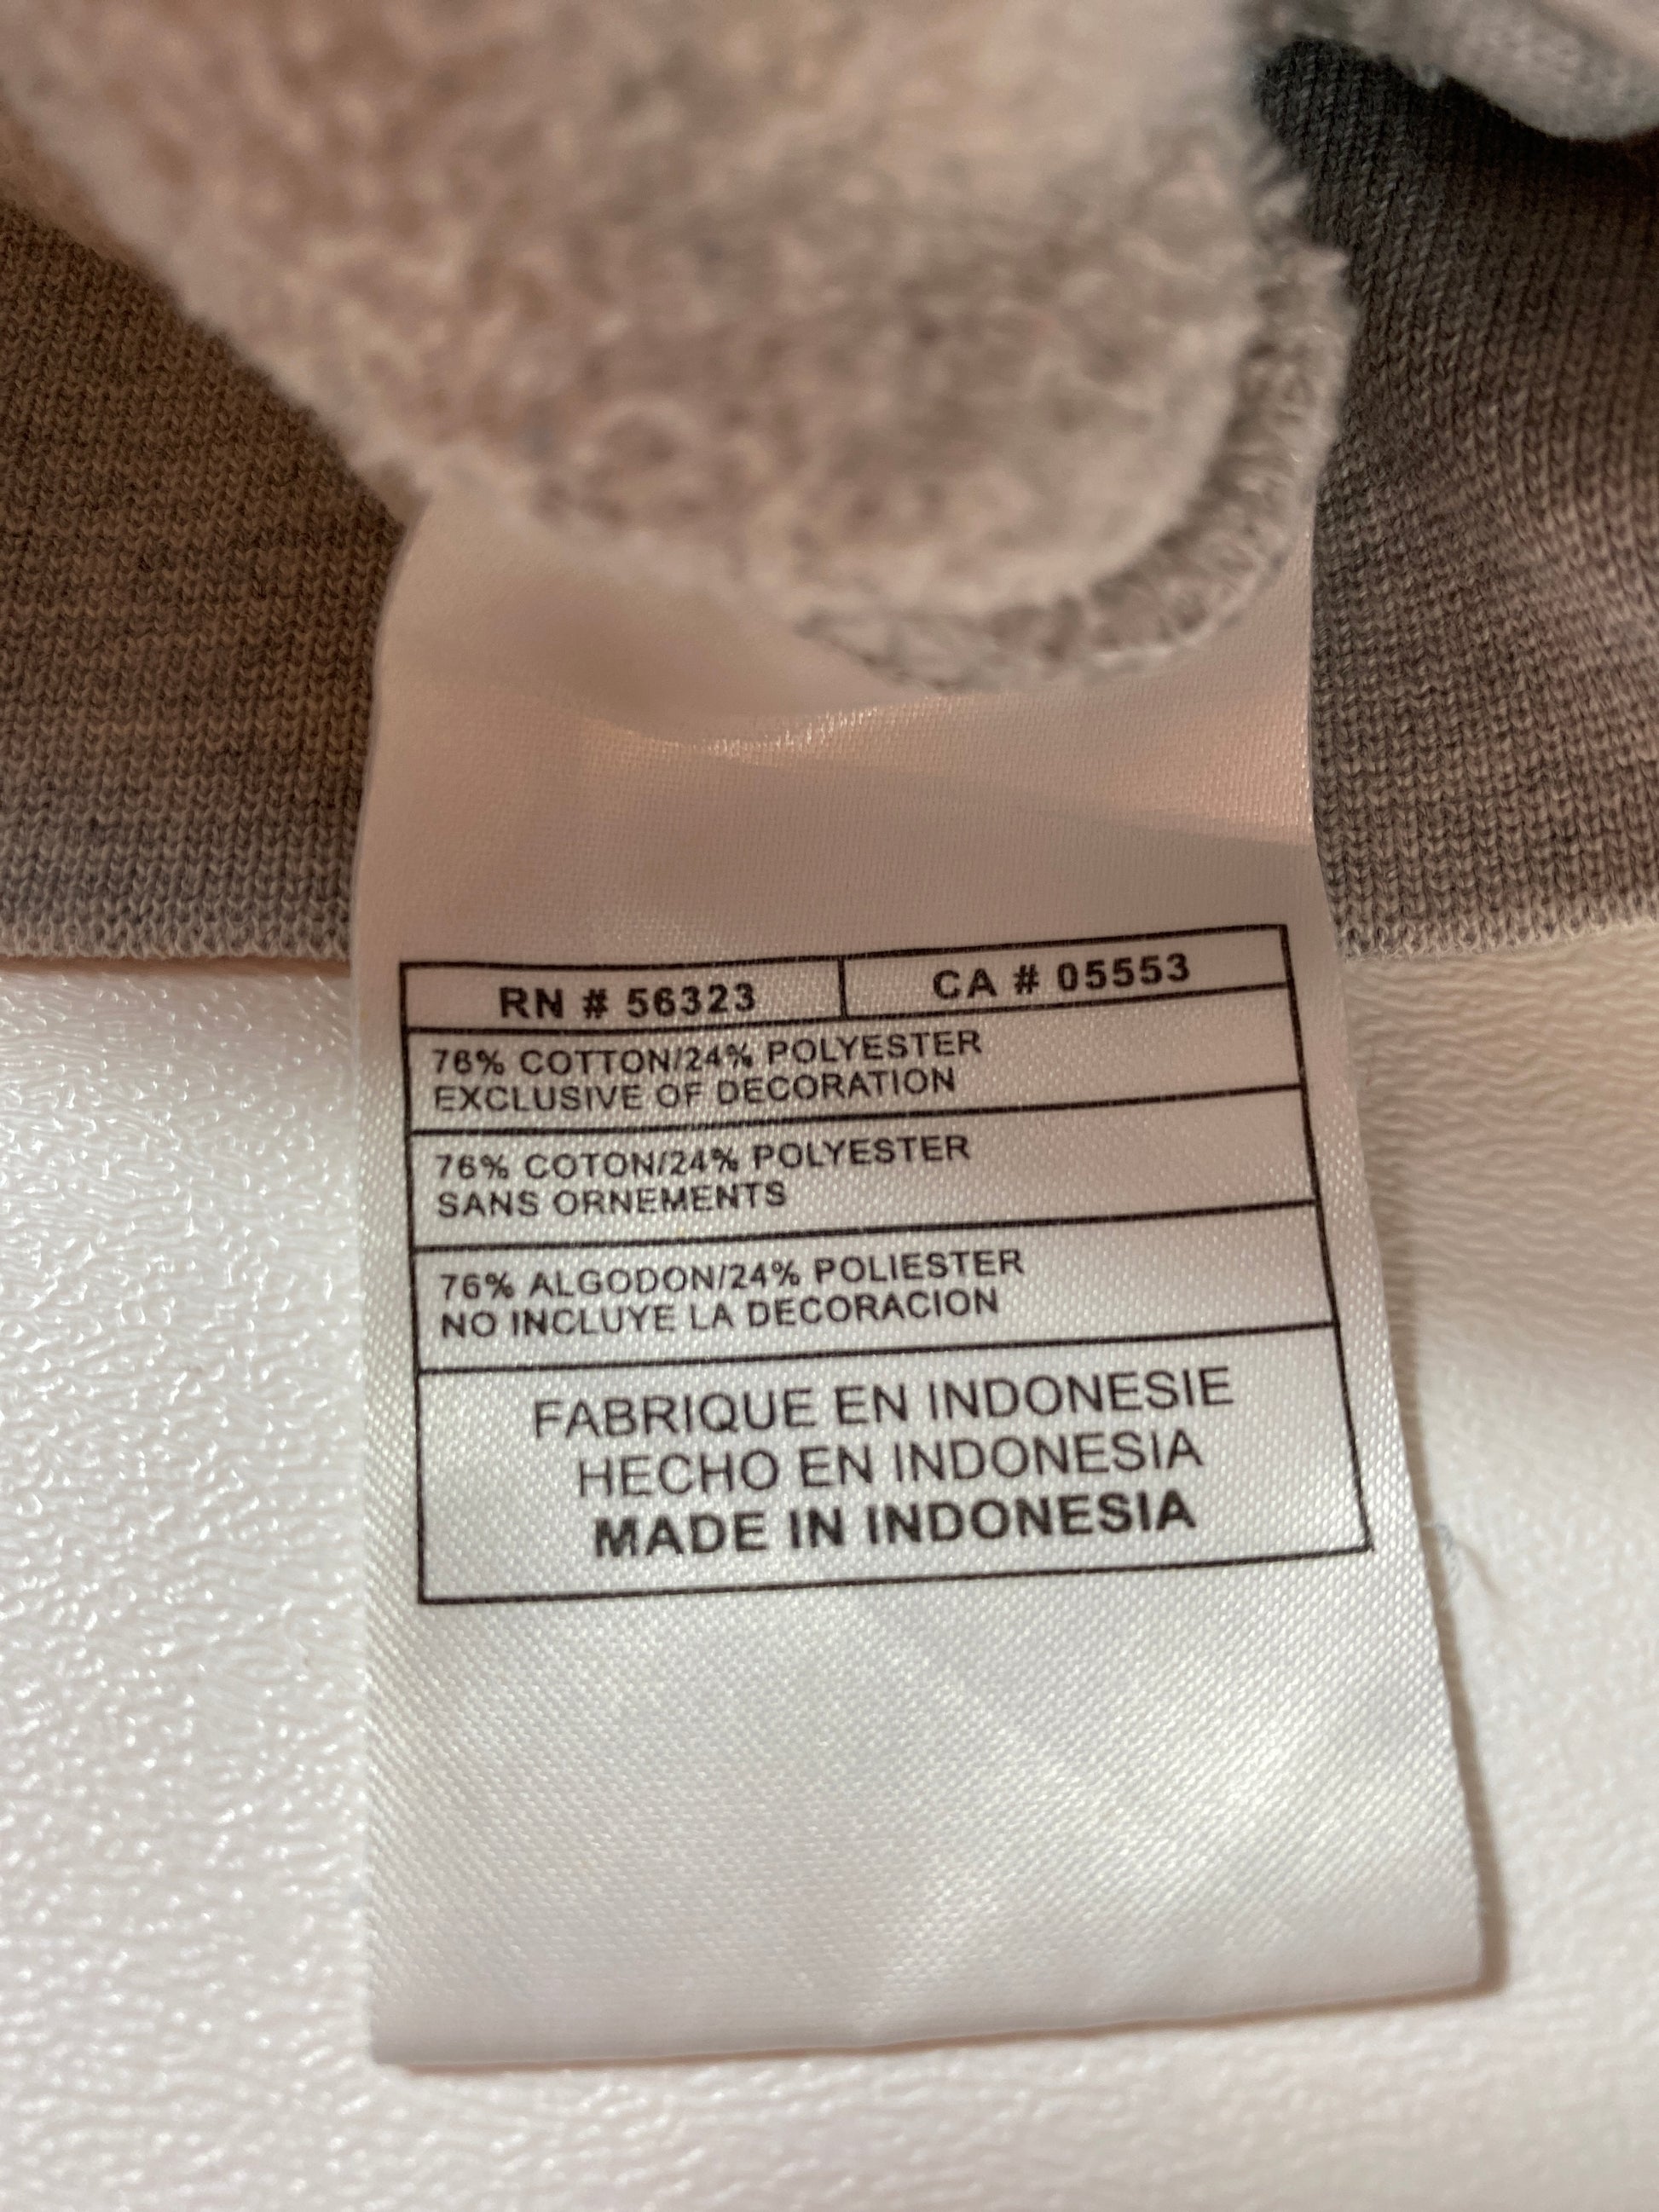 RN # 56323 CA # 05553
76% COTTON/24% POLYESTER
EXCLUSIVE OF DECORATION
76% COTON/24% POLYESTER
SANS ORNEMENTS
76% ALGODON/24% POLIESTER
NO INCLUYE LA DECORACION
FABRIQUE EN INDONESIE
HECHO EN INDONESIA
MADE IN INDONESIA